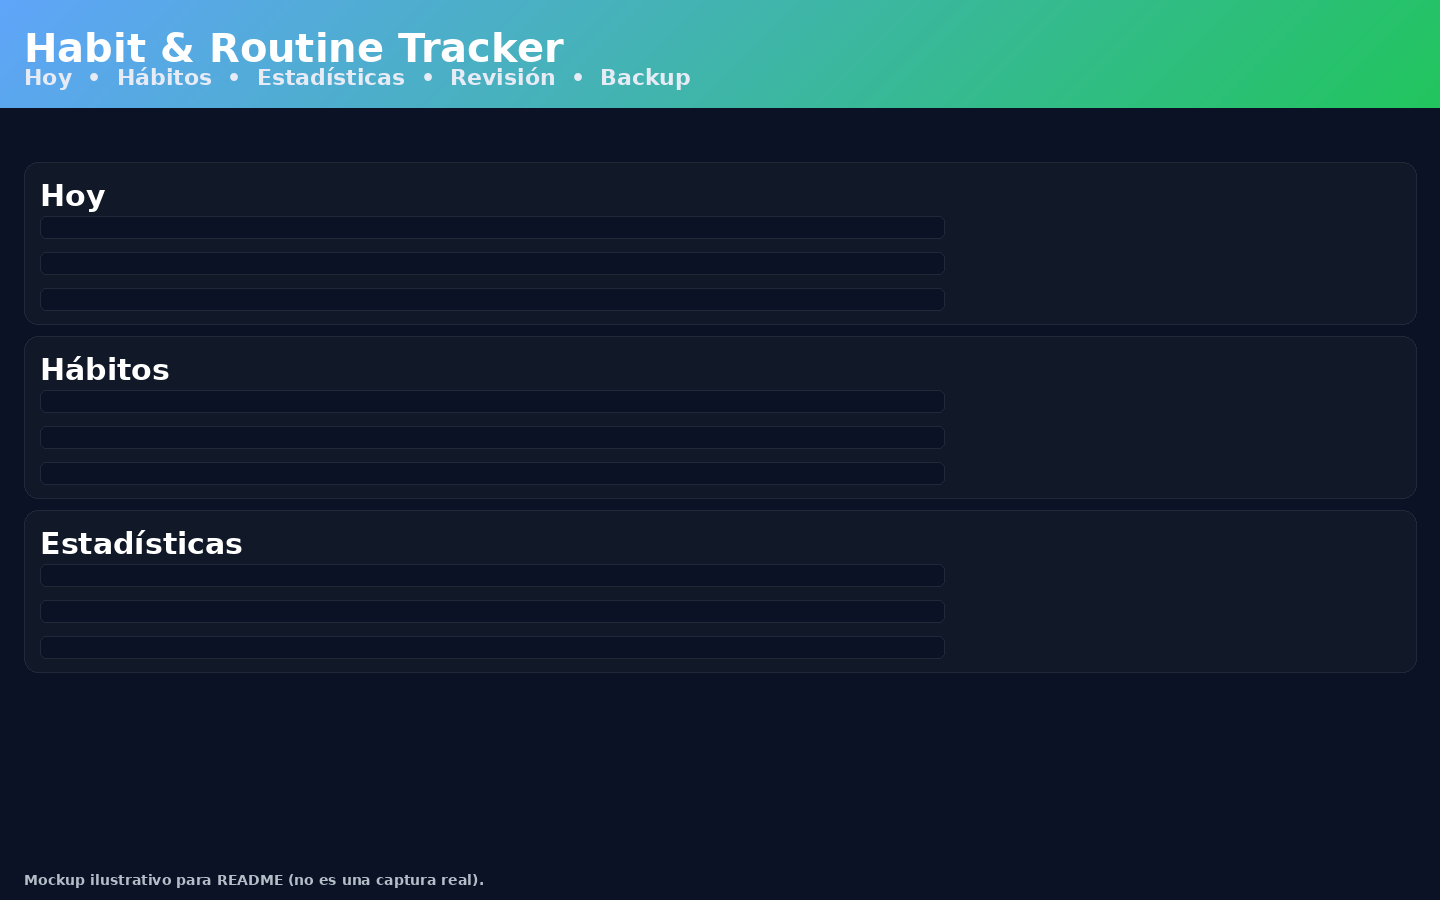 Habit & Routine Tracker
Hoy • Hábitos • Estadísticas • Revisión • Backup
Hoy
Hábitos
Estadísticas
Mockup ilustrativo para README (no es una captura real).